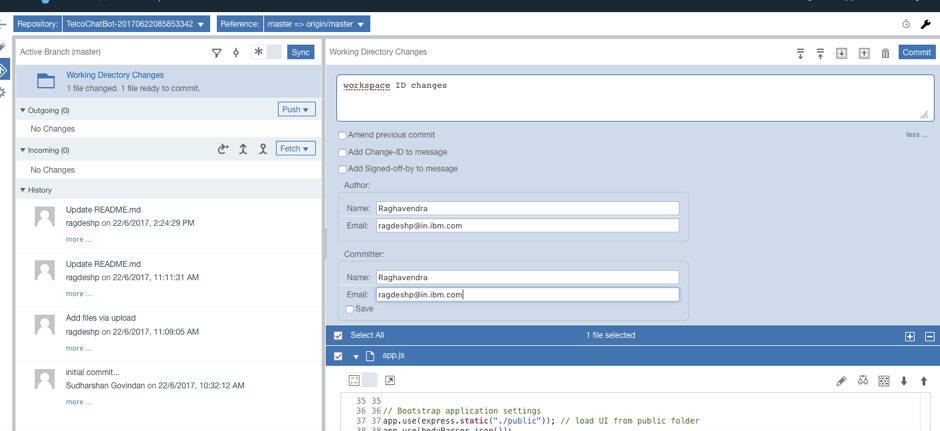 Repository: TelcoChatBot-20170622085853342 Reference: master => origin/master
Active Branch (master) Sync
Working Directory Changes
1 file changed. 1 file ready to commit.
Outgoing (0) Push
No Changes
Incoming (0) Fetch
No Changes
History
Update README.md
ragdeshp on 22/6/2017, 2:24:29 PM
more ...
Update README.md
ragdeshp on 22/6/2017, 11:11:31 AM
more ...
Add files via upload
ragdeshp on 22/6/2017, 11:09:05 AM
more ...
initial commit...
Sudharshan Govindan on 22/6/2017, 10:32:12 AM
more ...
Working Directory Changes Commit
workspace ID changes
Amend previous commit less ...
Add Change-ID to message
Add Signed-off-by to message
Author:
Name: Raghavendra
Email: ragdeshp@in.ibm.com
Committer:
Name: Raghavendra
Email: ragdeshp@in.ibm.com
Save
Select All 1 file selected
app.js
35 35
36 36 // Bootstrap application settings
37 37 app.use(express.static("./public")); // load UI from public folder
38 38 app.use(bodyParser.json());